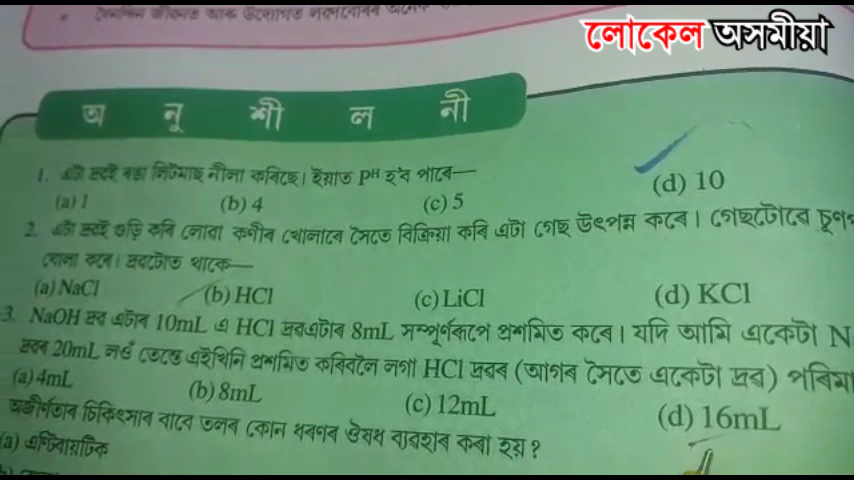 লোকেল অসমীয়া
অ নু শী ল নী
1. এটা দ্ৰৱই ৰঙা লিটমাছ নীলা কৰিছে। ইয়াত Pᴴ হ'ব পাৰে—
(a) 1 (b) 4 (c) 5 (d) 10
2. এটা দ্ৰৱই গুড়ি কৰি লোৱা কণীৰ খোলাৰে সৈতে বিক্ৰিয়া কৰি এটা গেছ উৎপন্ন কৰে। গেছটোৱে চুণ
ঘোলা কৰে। দ্ৰৱটোত থাকে—
(a) NaCl (b) HCl (c) LiCl (d) KCl
3. NaOH দ্ৰৱ এটাৰ 10mL এ HCl দ্ৰৱএটাৰ 8mL সম্পূৰ্ণৰূপে প্ৰশমিত কৰে। যদি আমি একেটা N
দ্ৰৱৰ 20mL লওঁ তেন্তে এইখিনি প্ৰশমিত কৰিবলৈ লগা HCl দ্ৰৱৰ (আগৰ সৈতে একেটা দ্ৰৱ) পৰিমা
(a) 4mL (b) 8mL (c) 12mL (d) 16mL
অজীৰ্ণতাৰ চিকিৎসাৰ বাবে তলৰ কোন ধৰণৰ ঔষধ ব্যৱহাৰ কৰা হয়?
(a) এণ্টিবায়টিক